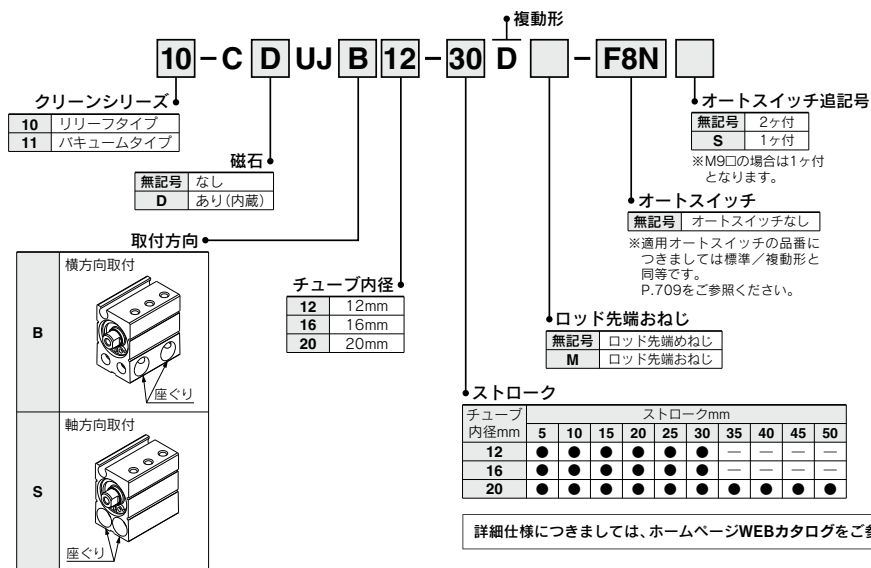 複動形
10 - C D UJ B 12 - 30 D - F8N
クリーンシリーズ
10 リリーフタイプ
11 バキュームタイプ
磁石
無記号 なし
D あり(内蔵)
取付方向
B 横方向取付
座ぐり
S 軸方向取付
座ぐり
チューブ内径
12 12mm
16 16mm
20 20mm
オートスイッチ追記号
無記号 2ヶ付
S 1ヶ付
※M9□の場合は1ヶ付
となります。
オートスイッチ
無記号 オートスイッチなし
※適用オートスイッチの品番に
つきましては標準/複動形と
同等です。
P.709をご参照ください。
ロッド先端おねじ
無記号 ロッド先端めねじ
M ロッド先端おねじ
ストローク
チューブ ストロークmm
内径mm 5 10 15 20 25 30 35 40 45 50
12 ● ● ● ● ● ● — — — —
16 ● ● ● ● ● ● — — — —
20 ● ● ● ● ● ● ● ● ● ●
詳細仕様につきましては、ホームページWEBカタログをご